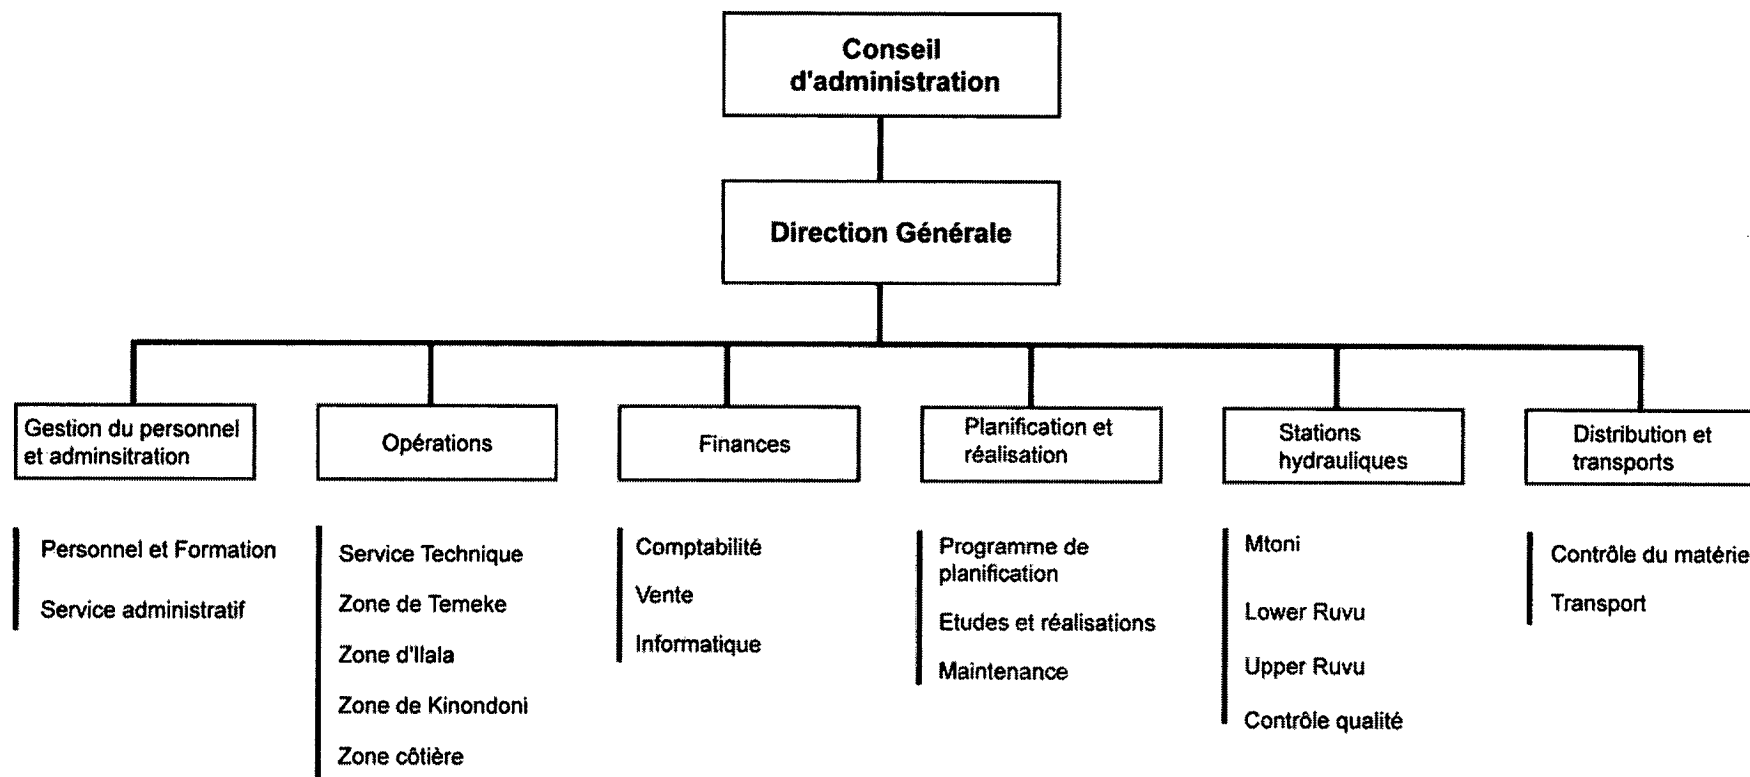 Conseil
d'administration
Direction Générale
Gestion du personnel
et adminsitration
Opérations
Finances
Planification et
réalisation
Stations
hydrauliques
Distribution et
transports
Personnel et Formation
Service administratif
Service Technique
Zone de Temeke
Zone d'Ilala
Zone de Kinondoni
Zone côtière
Comptabilité
Vente
Informatique
Programme de
planification
Etudes et réalisations
Maintenance
Mtoni
Lower Ruvu
Upper Ruvu
Contrôle qualité
Contrôle du matérie
Transport